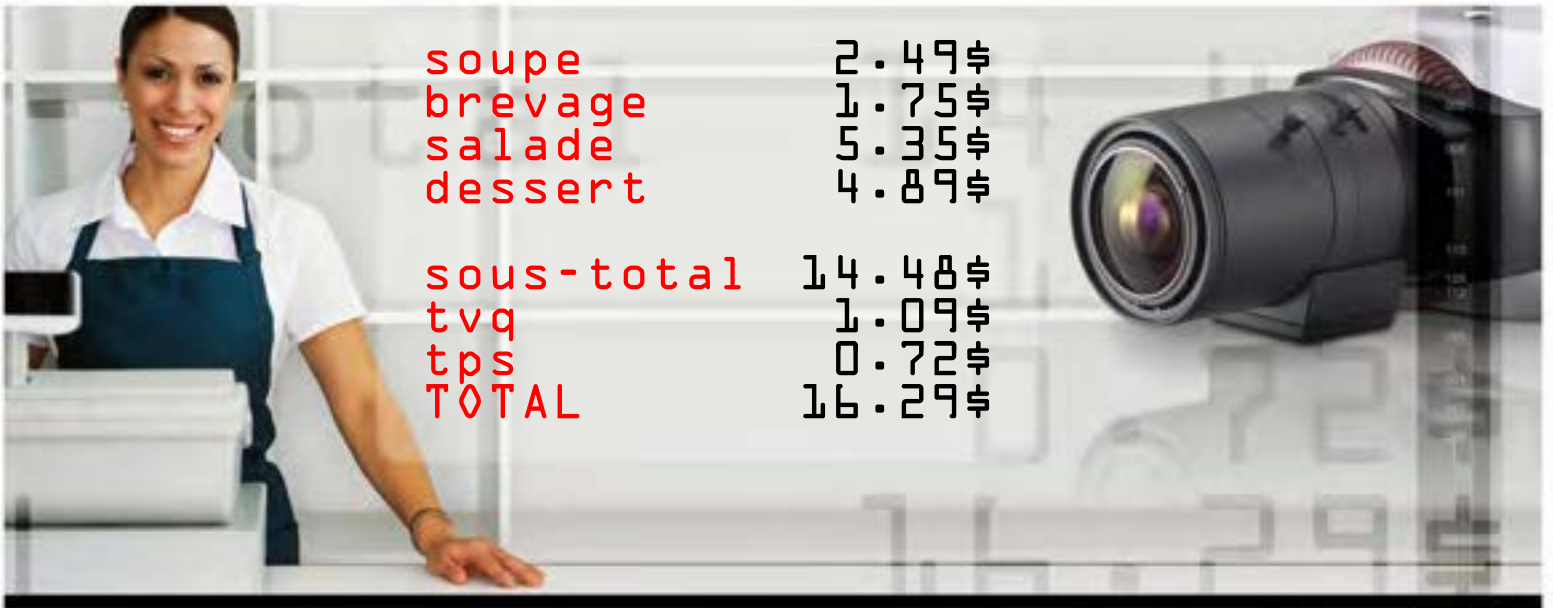 soupe 2.49$
brevage 1.75$
salade 5.35$
dessert 4.89$
sous-total 14.48$
tvq 1.09$
tps 0.72$
TOTAL 16.29$